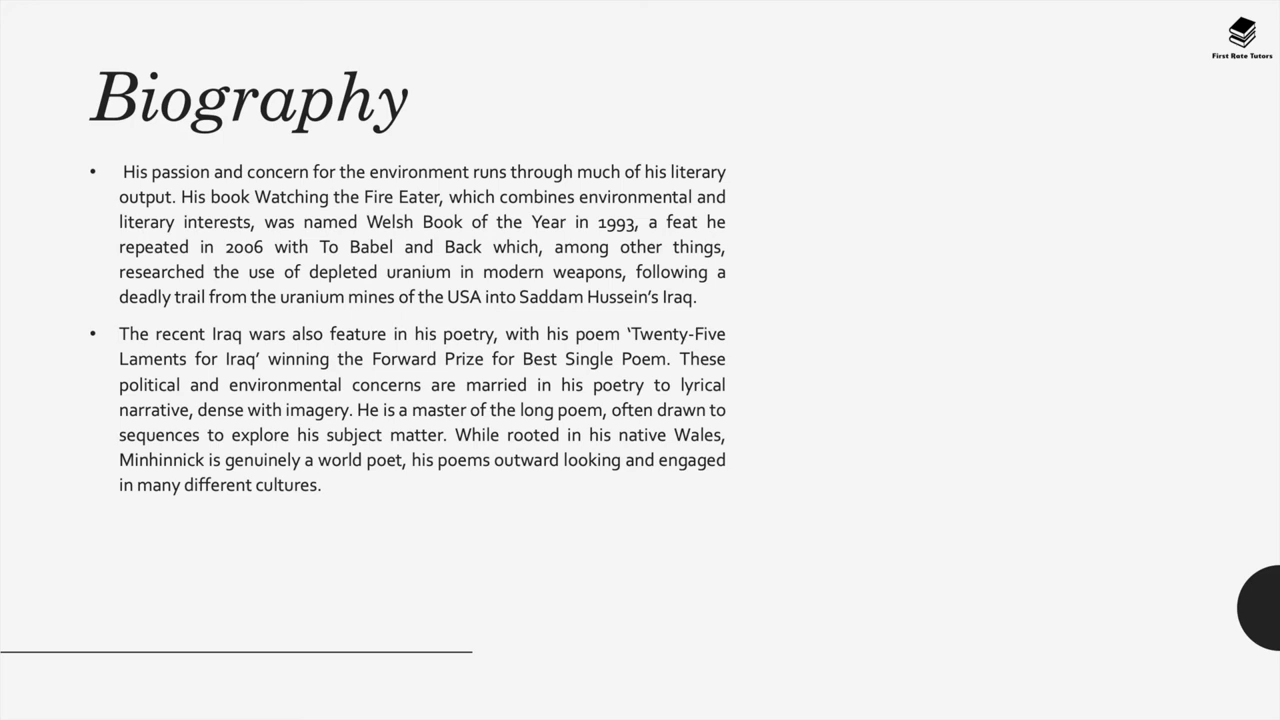 First Rate Tutors
Biography
• His passion and concern for the environment runs through much of his literary
output. His book Watching the Fire Eater, which combines environmental and
literary interests, was named Welsh Book of the Year in 1993, a feat he
repeated in 2006 with To Babel and Back which, among other things,
researched the use of depleted uranium in modern weapons, following a
deadly trail from the uranium mines of the USA into Saddam Hussein’s Iraq.
• The recent Iraq wars also feature in his poetry, with his poem ‘Twenty-Five
Laments for Iraq’ winning the Forward Prize for Best Single Poem. These
political and environmental concerns are married in his poetry to lyrical
narrative, dense with imagery. He is a master of the long poem, often drawn to
sequences to explore his subject matter. While rooted in his native Wales,
Minhinnick is genuinely a world poet, his poems outward looking and engaged
in many different cultures.